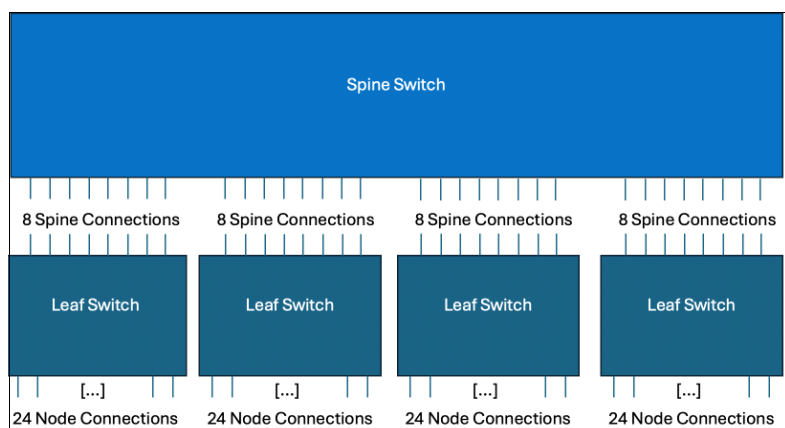 Spine Switch
8 Spine Connections
8 Spine Connections
8 Spine Connections
8 Spine Connections
Leaf Switch
Leaf Switch
Leaf Switch
Leaf Switch
[...]
[...]
[...]
[...]
24 Node Connections
24 Node Connections
24 Node Connections
24 Node Connections